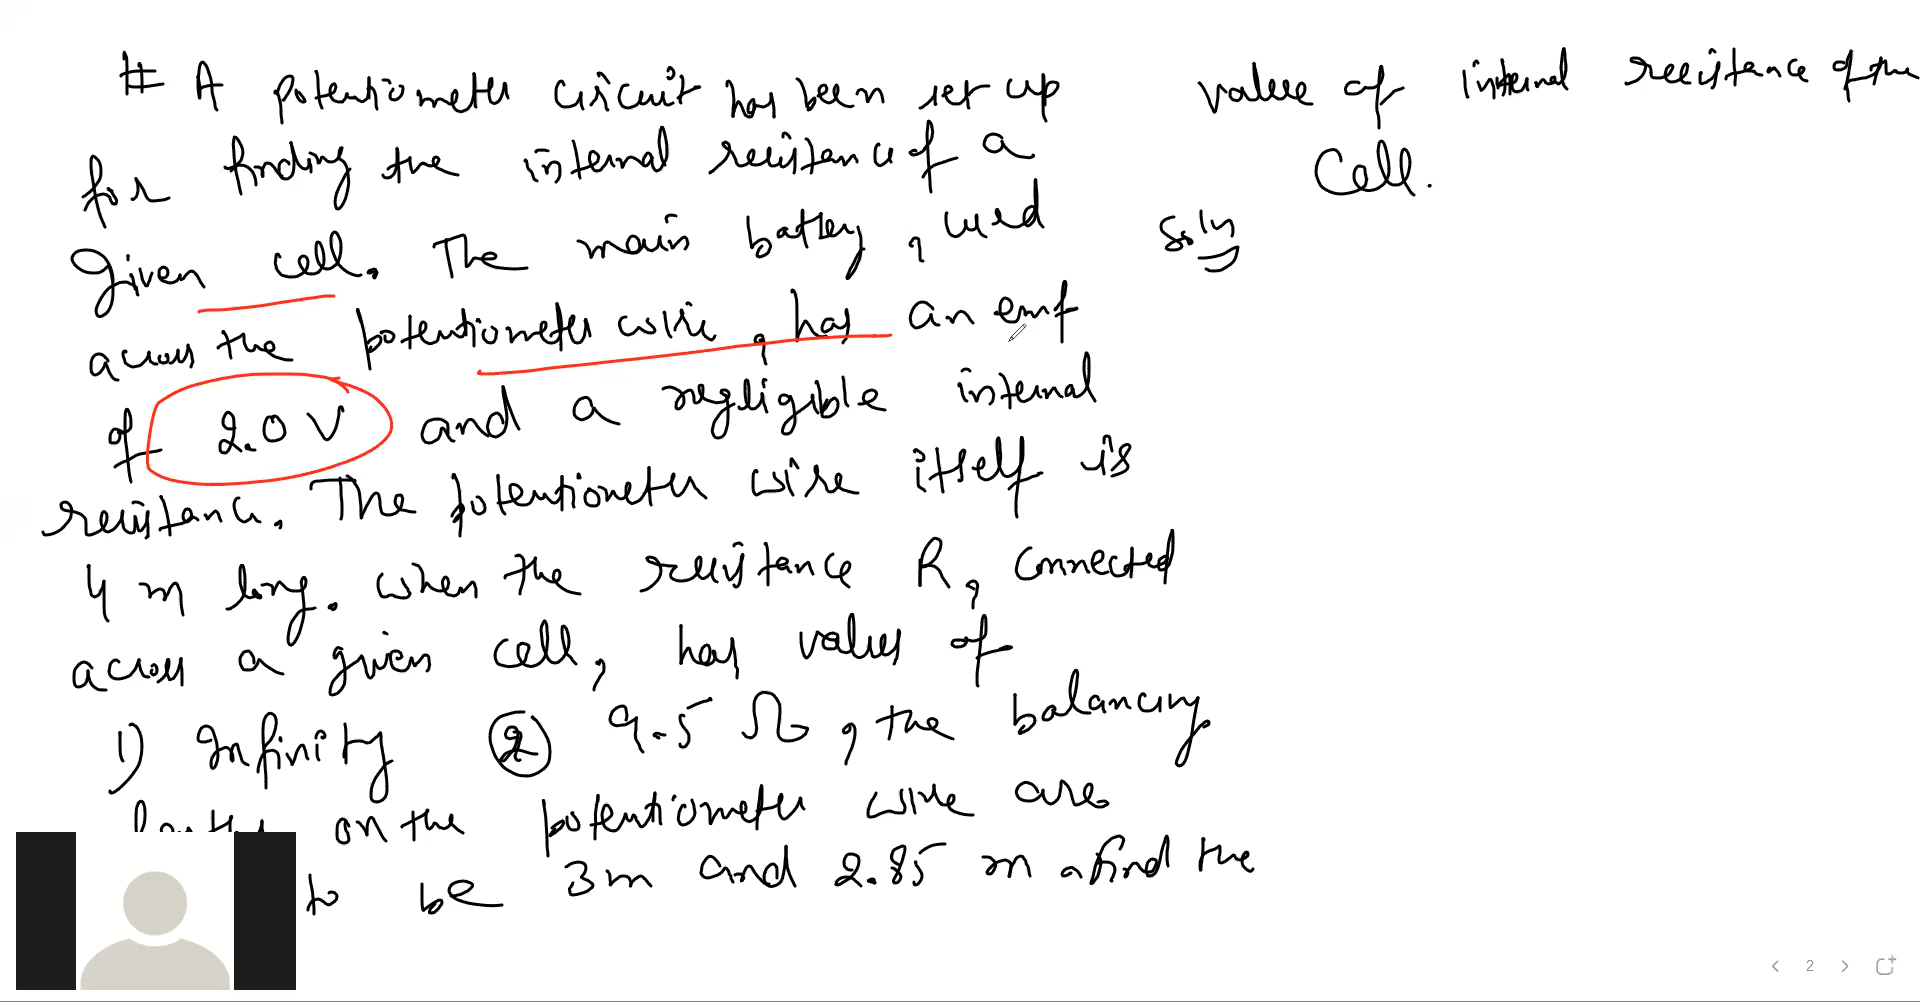 # A potentiometer circuit has been set up
for finding the internal resistance of a
Given cell. The main battery, used
across the potentiometer wire, has an emf
of 2.0 V and a negligible internal
resistance. The potentiometer wire itself is
4 m long. when the resistance R, connected
across a given cell, has values of
1) Infinity ② 9.5 Ω, the balancing
on the potentiometer wire are
to be 3m and 2.85 m find the
value of internal resistance of the
Cell.
Soln
2